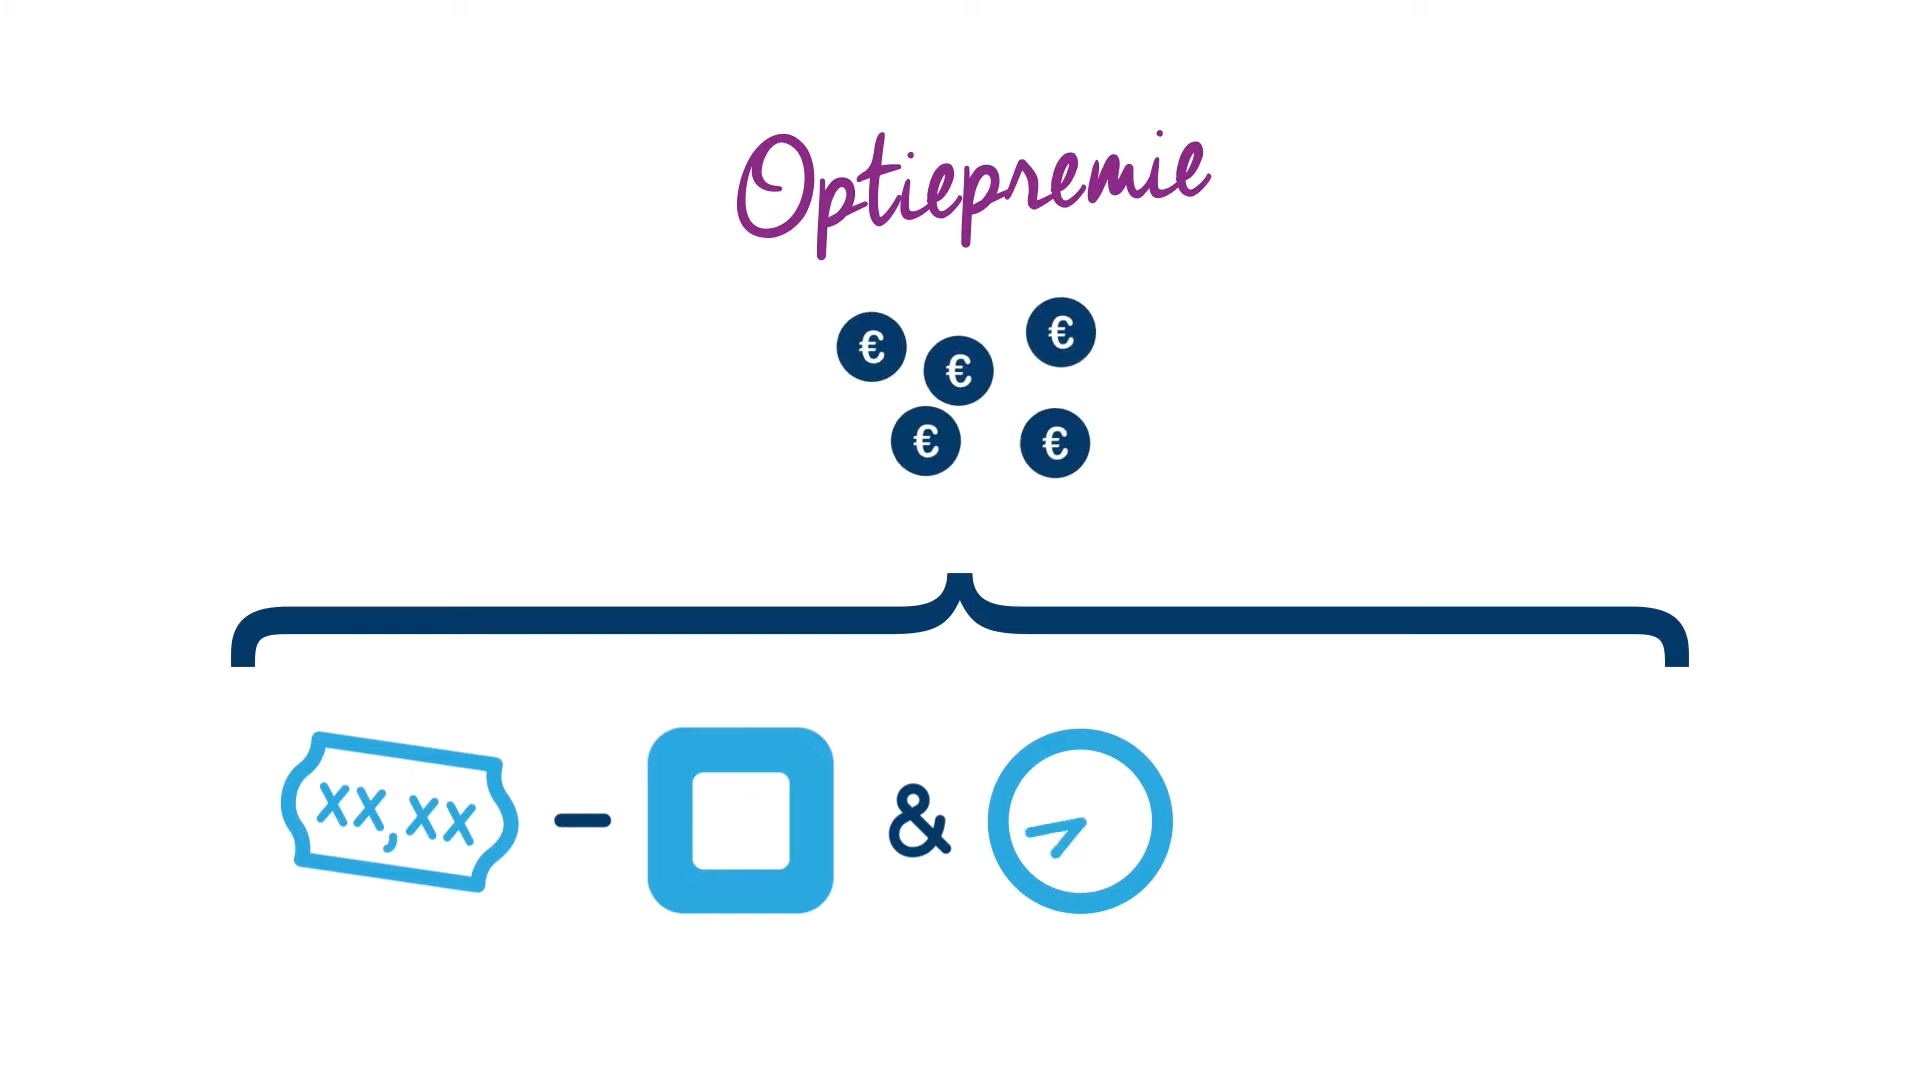 Optiepremie
€ € €
€ €
xx,xx - &